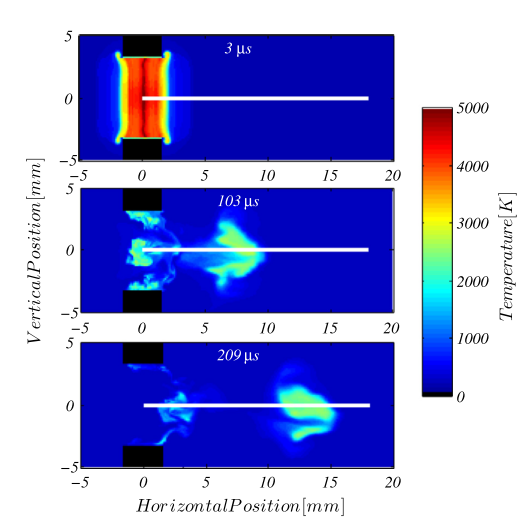 5
3 μs
0
−5
−5 0 5 10 15 20
5
103 μs
0
−5
−5 0 5 10 15 20
5
209 μs
0
−5
−5 0 5 10 15 20
HorizontalPosition[mm]
VerticalPosition[mm]
5000
4000
3000
2000
1000
0
Temperature[K]